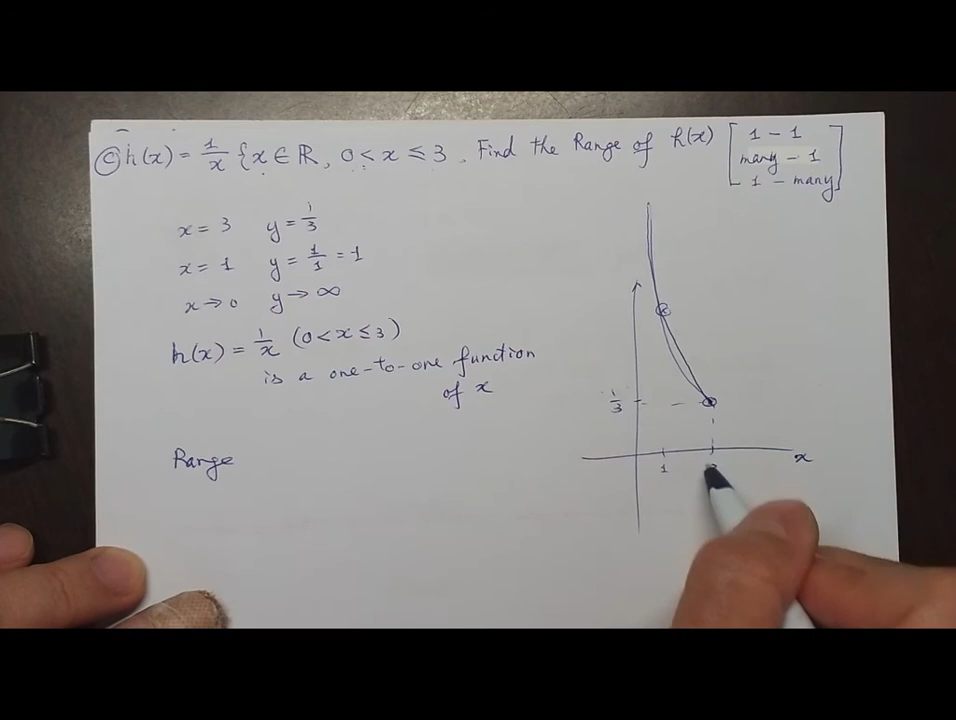 ⓒ h(x) = 1/x {x ∈ ℝ, 0 < x ≤ 3 . Find the Range of h(x) [1 - 1
many - 1
1 - many]
x = 3 y = 1/3
x = 1 y = 1/1 = 1
x → 0 y → ∞
h(x) = 1/x (0 < x ≤ 3)
is a one-to-one function
of x
Range
1/3
1
x